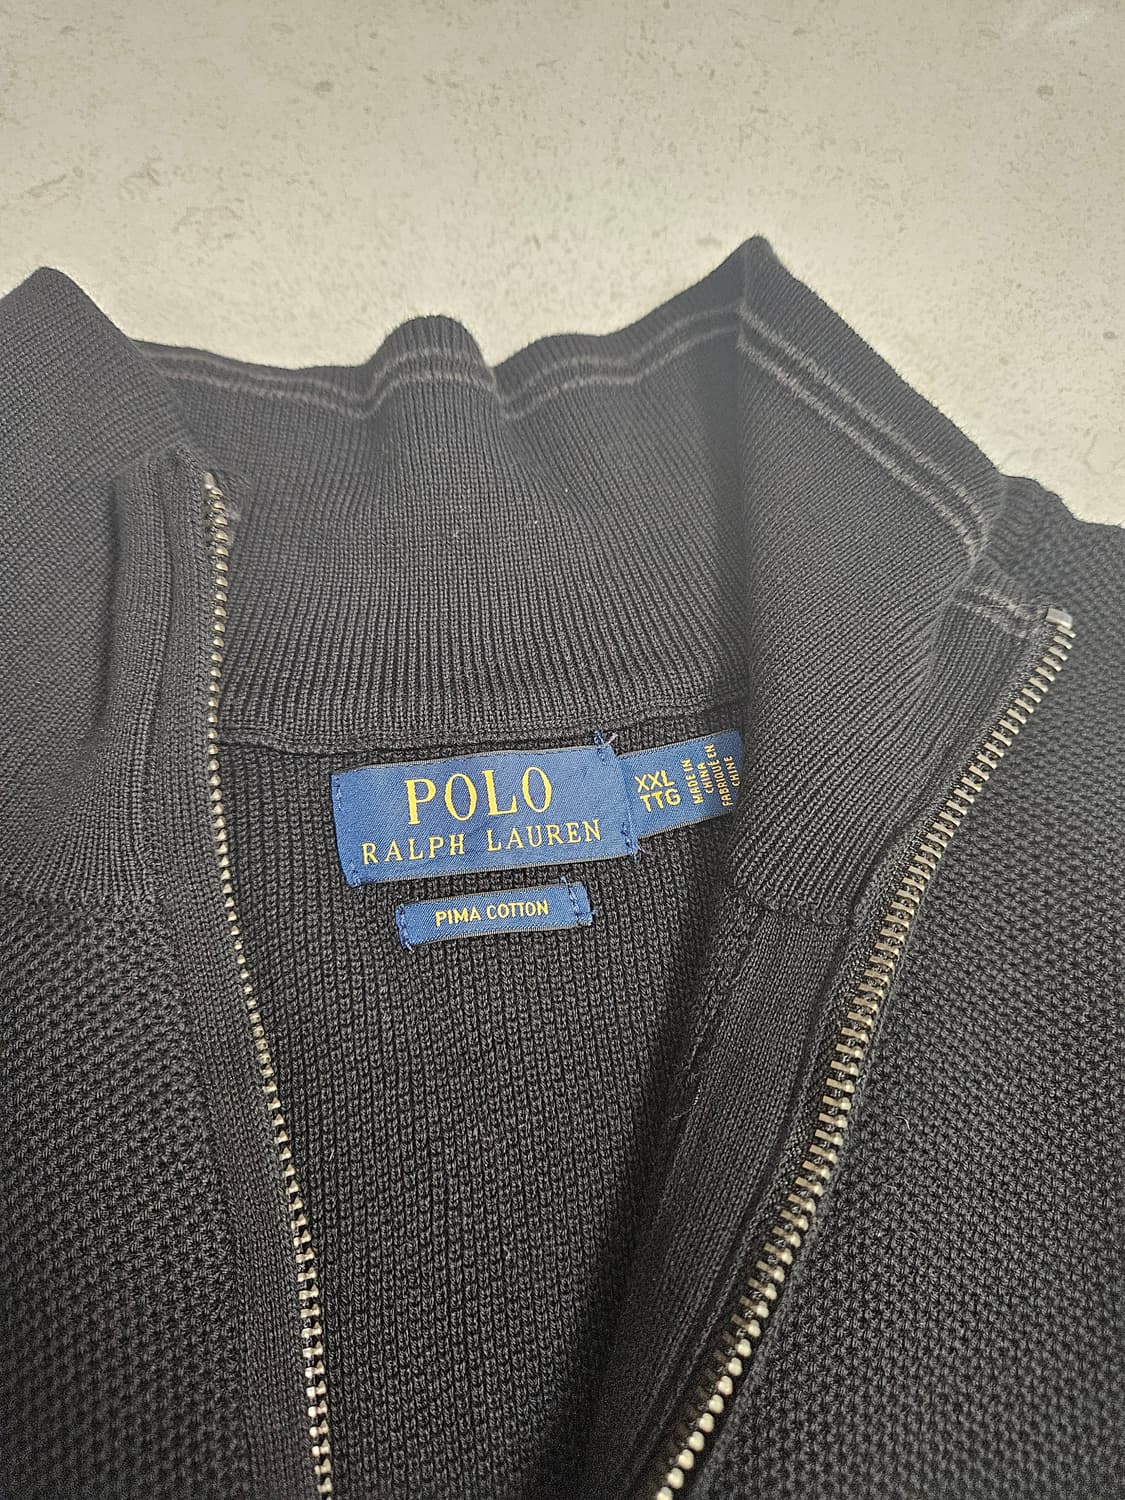 POLO
RALPH LAUREN
XXL
TTG
MADE IN
CHINA
FABRIQUÉ EN
CHINE
PIMA COTTON